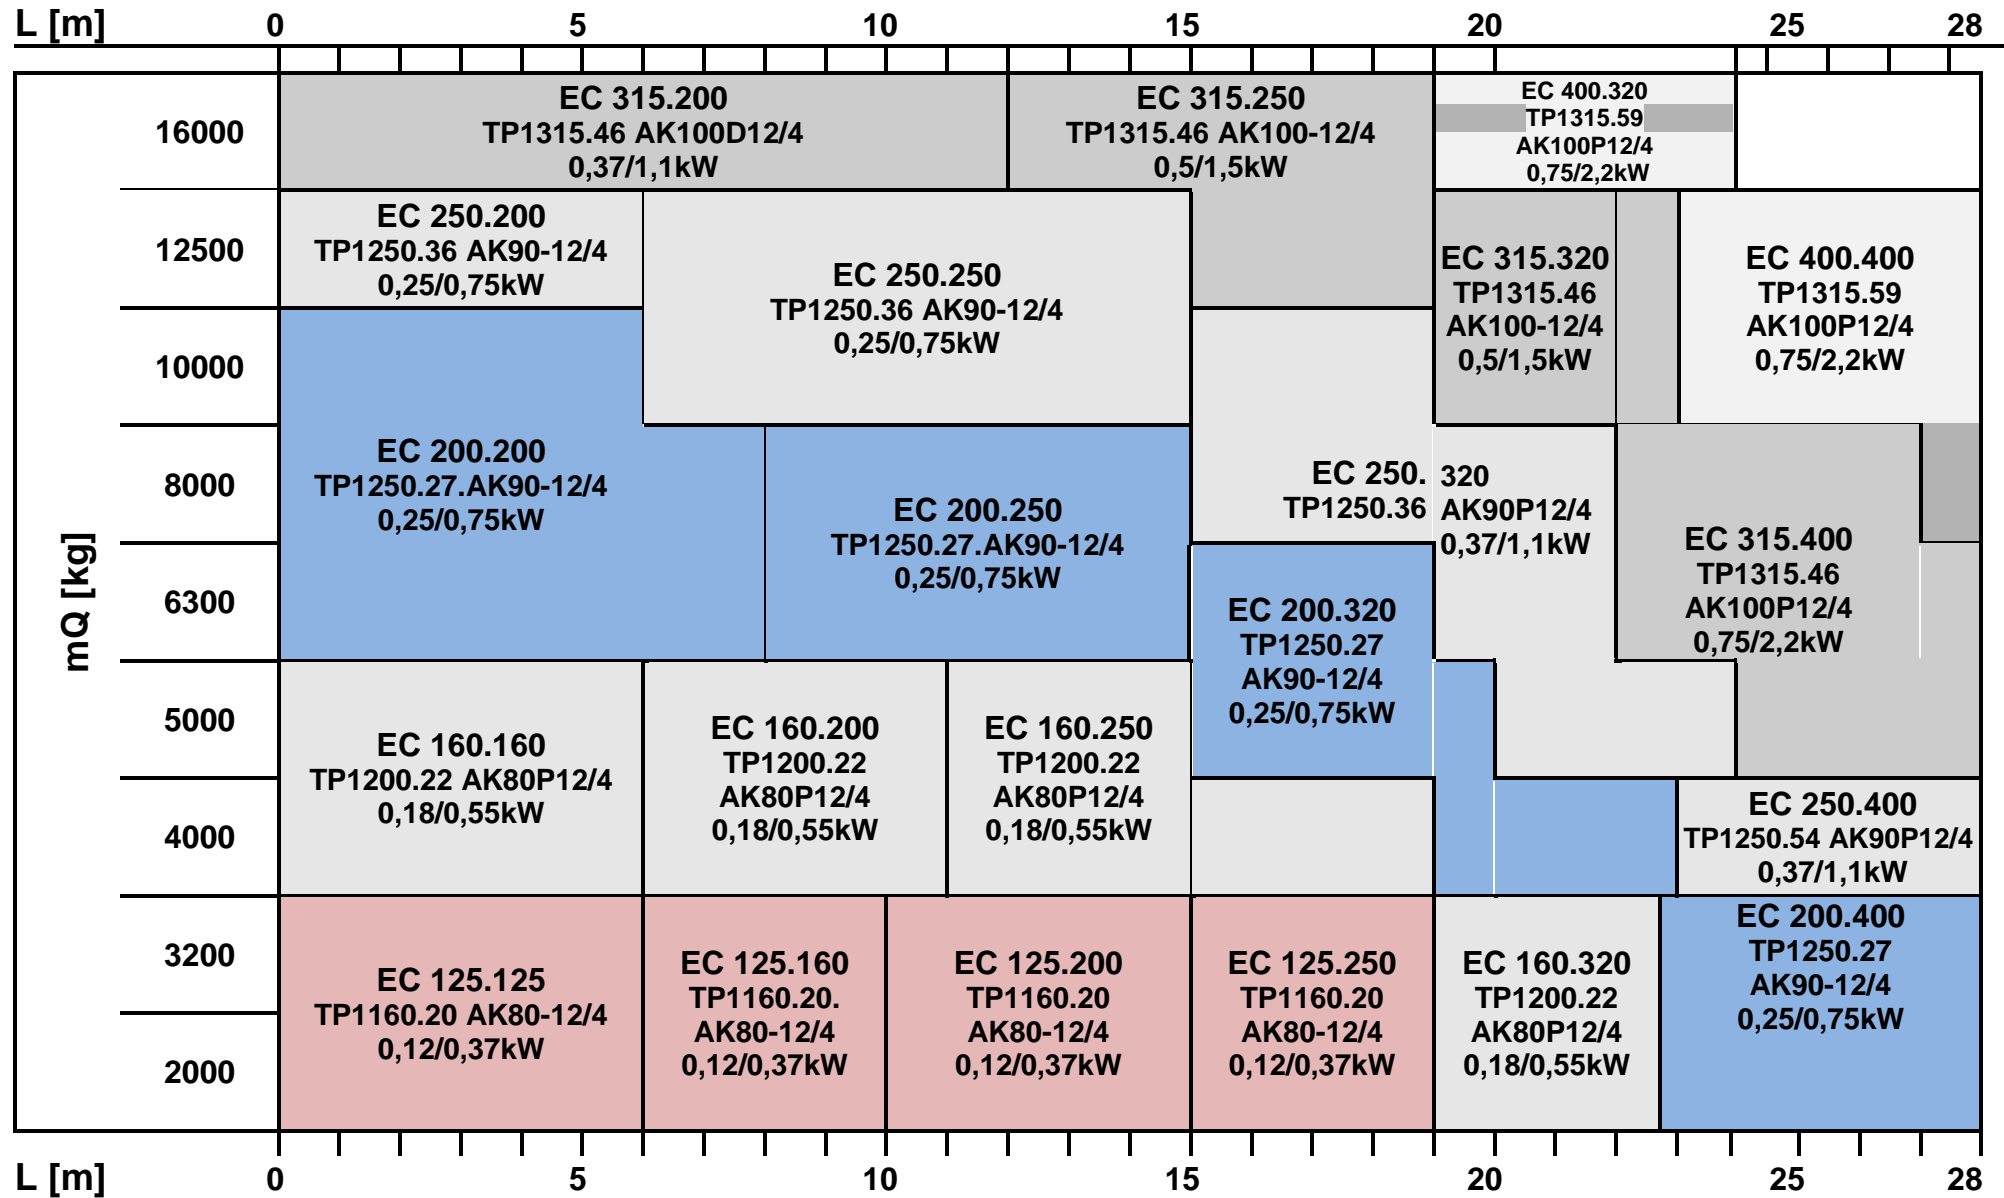 L [m] 0 5 10 15 20 25 28
mQ [kg]
16000
EC 315.200
TP1315.46 AK100D12/4
0,37/1,1kW
EC 315.250
TP1315.46 AK100-12/4
0,5/1,5kW
EC 400.320
TP1315.59
AK100P12/4
0,75/2,2kW
12500
EC 250.200
TP1250.36 AK90-12/4
0,25/0,75kW
EC 250.250
TP1250.36 AK90-12/4
0,25/0,75kW
EC 315.320
TP1315.46
AK100-12/4
0,5/1,5kW
EC 400.400
TP1315.59
AK100P12/4
0,75/2,2kW
10000
8000
EC 200.200
TP1250.27.AK90-12/4
0,25/0,75kW
EC 200.250
TP1250.27.AK90-12/4
0,25/0,75kW
EC 250. 320
TP1250.36 AK90P12/4
0,37/1,1kW
EC 315.400
TP1315.46
AK100P12/4
0,75/2,2kW
6300
EC 200.320
TP1250.27
AK90-12/4
0,25/0,75kW
5000
EC 160.160
TP1200.22 AK80P12/4
0,18/0,55kW
EC 160.200
TP1200.22
AK80P12/4
0,18/0,55kW
EC 160.250
TP1200.22
AK80P12/4
0,18/0,55kW
4000
EC 250.400
TP1250.54 AK90P12/4
0,37/1,1kW
3200
EC 125.125
TP1160.20 AK80-12/4
0,12/0,37kW
EC 125.160
TP1160.20.
AK80-12/4
0,12/0,37kW
EC 125.200
TP1160.20
AK80-12/4
0,12/0,37kW
EC 125.250
TP1160.20
AK80-12/4
0,12/0,37kW
EC 160.320
TP1200.22
AK80P12/4
0,18/0,55kW
EC 200.400
TP1250.27
AK90-12/4
0,25/0,75kW
2000
L [m] 0 5 10 15 20 25 28